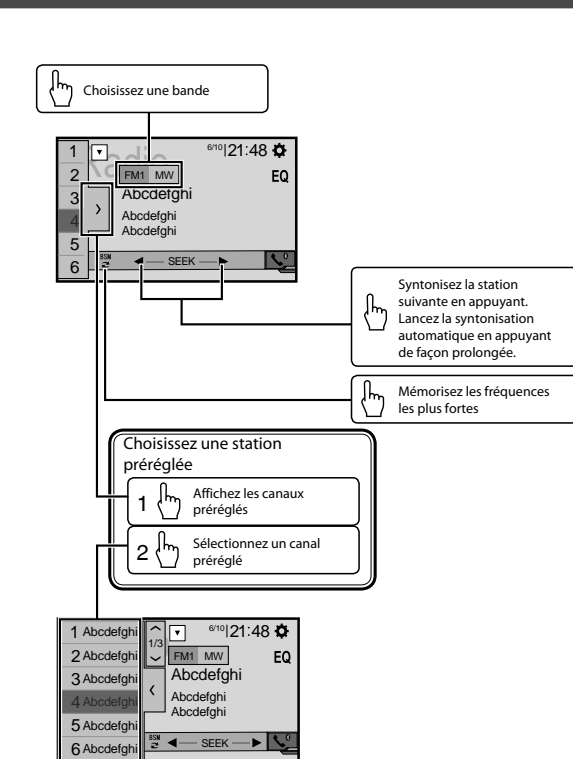 Choisissez une bande
Radio
1
2
3
4
5
6
6/10|21:48
FM1 MW
EQ
Abcdefghi
Abcdefghi
Abcdefghi
BSM
SEEK
Syntonisez la station
suivante en appuyant.
Lancez la syntonisation
automatique en appuyant
de façon prolongée.
Mémorisez les fréquences
les plus fortes
Choisissez une station
préréglée
1 Affichez les canaux
préréglés
2 Sélectionnez un canal
préréglé
1 Abcdefghi
2 Abcdefghi
3 Abcdefghi
4 Abcdefghi
5 Abcdefghi
6 Abcdefghi
1/3
6/10|21:48
FM1 MW
EQ
Abcdefghi
Abcdefghi
Abcdefghi
BSM
SEEK